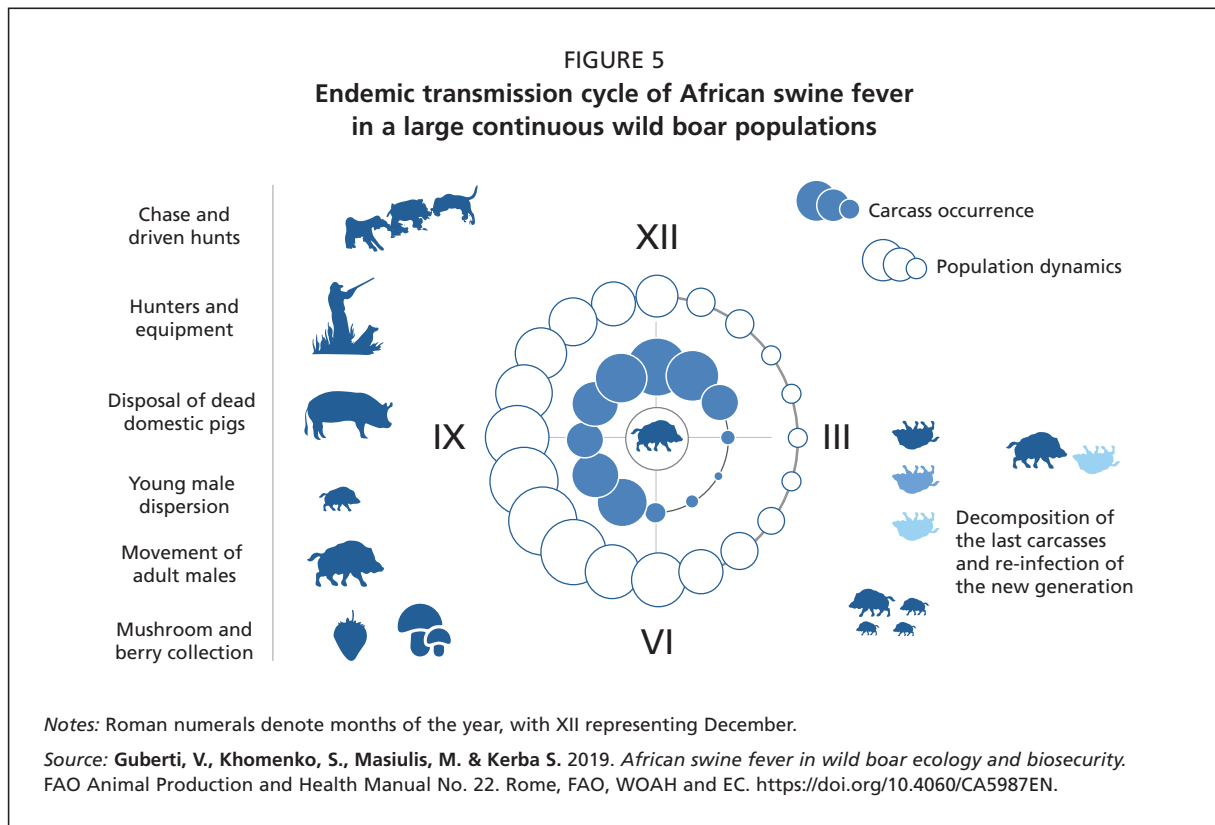 FIGURE 5
Endemic transmission cycle of African swine fever
in a large continuous wild boar populations
Chase and
driven hunts
Hunters and
equipment
Disposal of dead
domestic pigs
Young male
dispersion
Movement of
adult males
Mushroom and
berry collection
XII
IX
III
VI
Carcass occurrence
Population dynamics
Decomposition of
the last carcasses
and re-infection of
the new generation
Notes: Roman numerals denote months of the year, with XII representing December.
Source: Guberti, V., Khomenko, S., Masiulis, M. & Kerba S. 2019. African swine fever in wild boar ecology and biosecurity.
FAO Animal Production and Health Manual No. 22. Rome, FAO, WOAH and EC. https://doi.org/10.4060/CA5987EN.